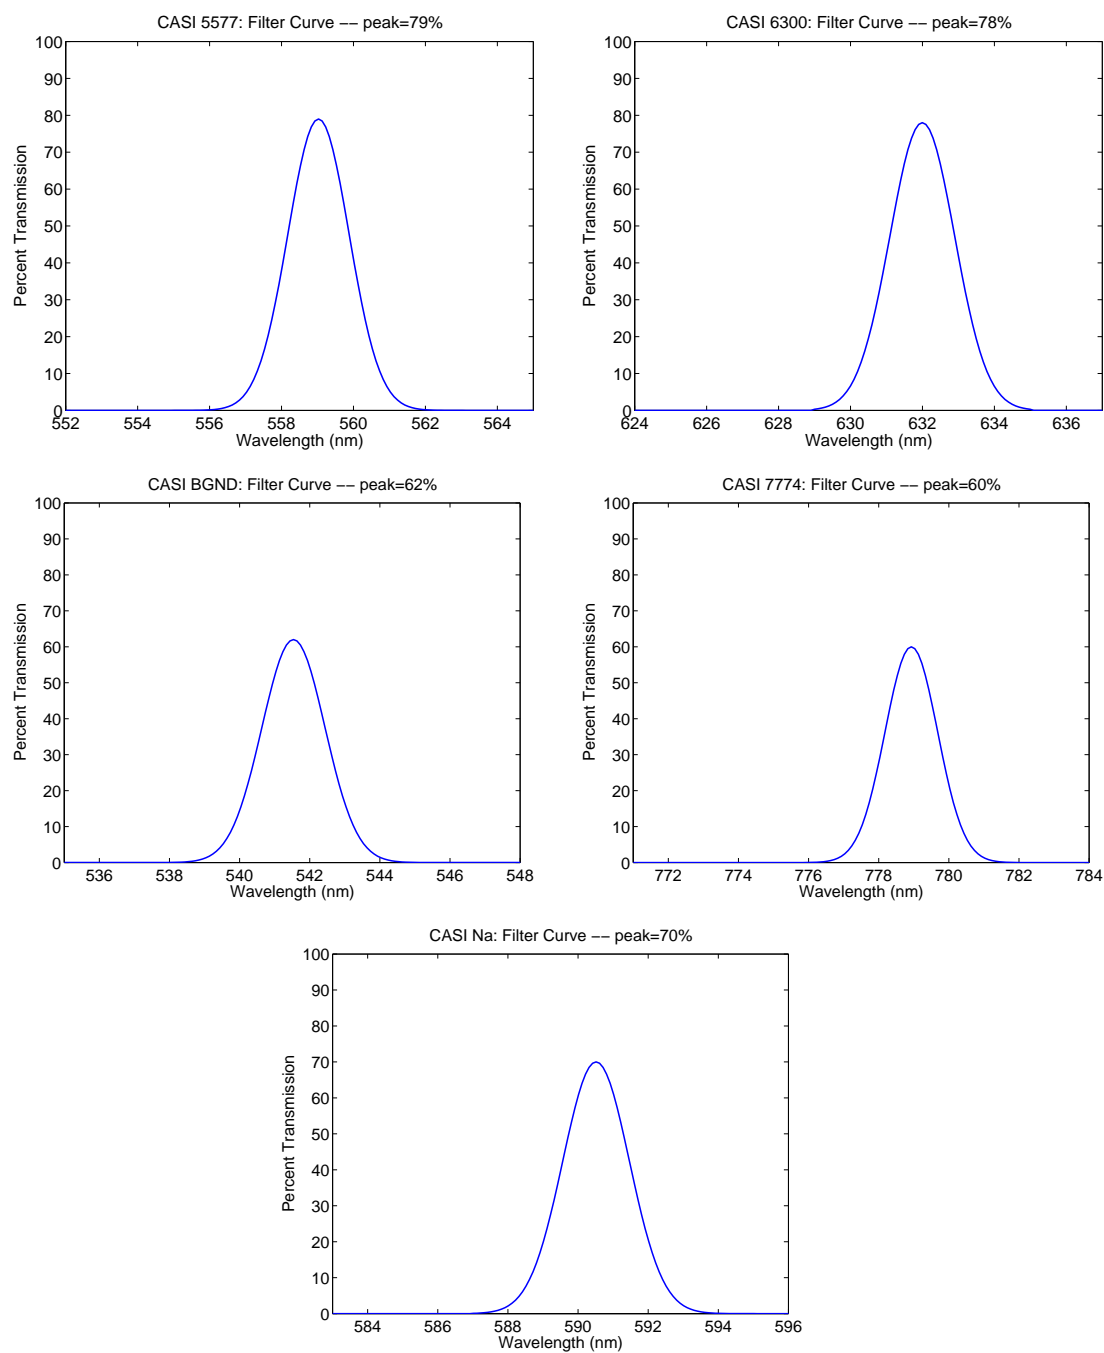 CASI 5577: Filter Curve −− peak=79%
100
90
80
70
60
50
40
30
20
10
0
Percent Transmission
552 554 556 558 560 562 564
Wavelength (nm)
CASI 6300: Filter Curve −− peak=78%
100
90
80
70
60
50
40
30
20
10
0
Percent Transmission
624 626 628 630 632 634 636
Wavelength (nm)
CASI BGND: Filter Curve −− peak=62%
100
90
80
70
60
50
40
30
20
10
0
Percent Transmission
536 538 540 542 544 546 548
Wavelength (nm)
CASI 7774: Filter Curve −− peak=60%
100
90
80
70
60
50
40
30
20
10
0
Percent Transmission
772 774 776 778 780 782 784
Wavelength (nm)
CASI Na: Filter Curve −− peak=70%
100
90
80
70
60
50
40
30
20
10
0
Percent Transmission
584 586 588 590 592 594 596
Wavelength (nm)